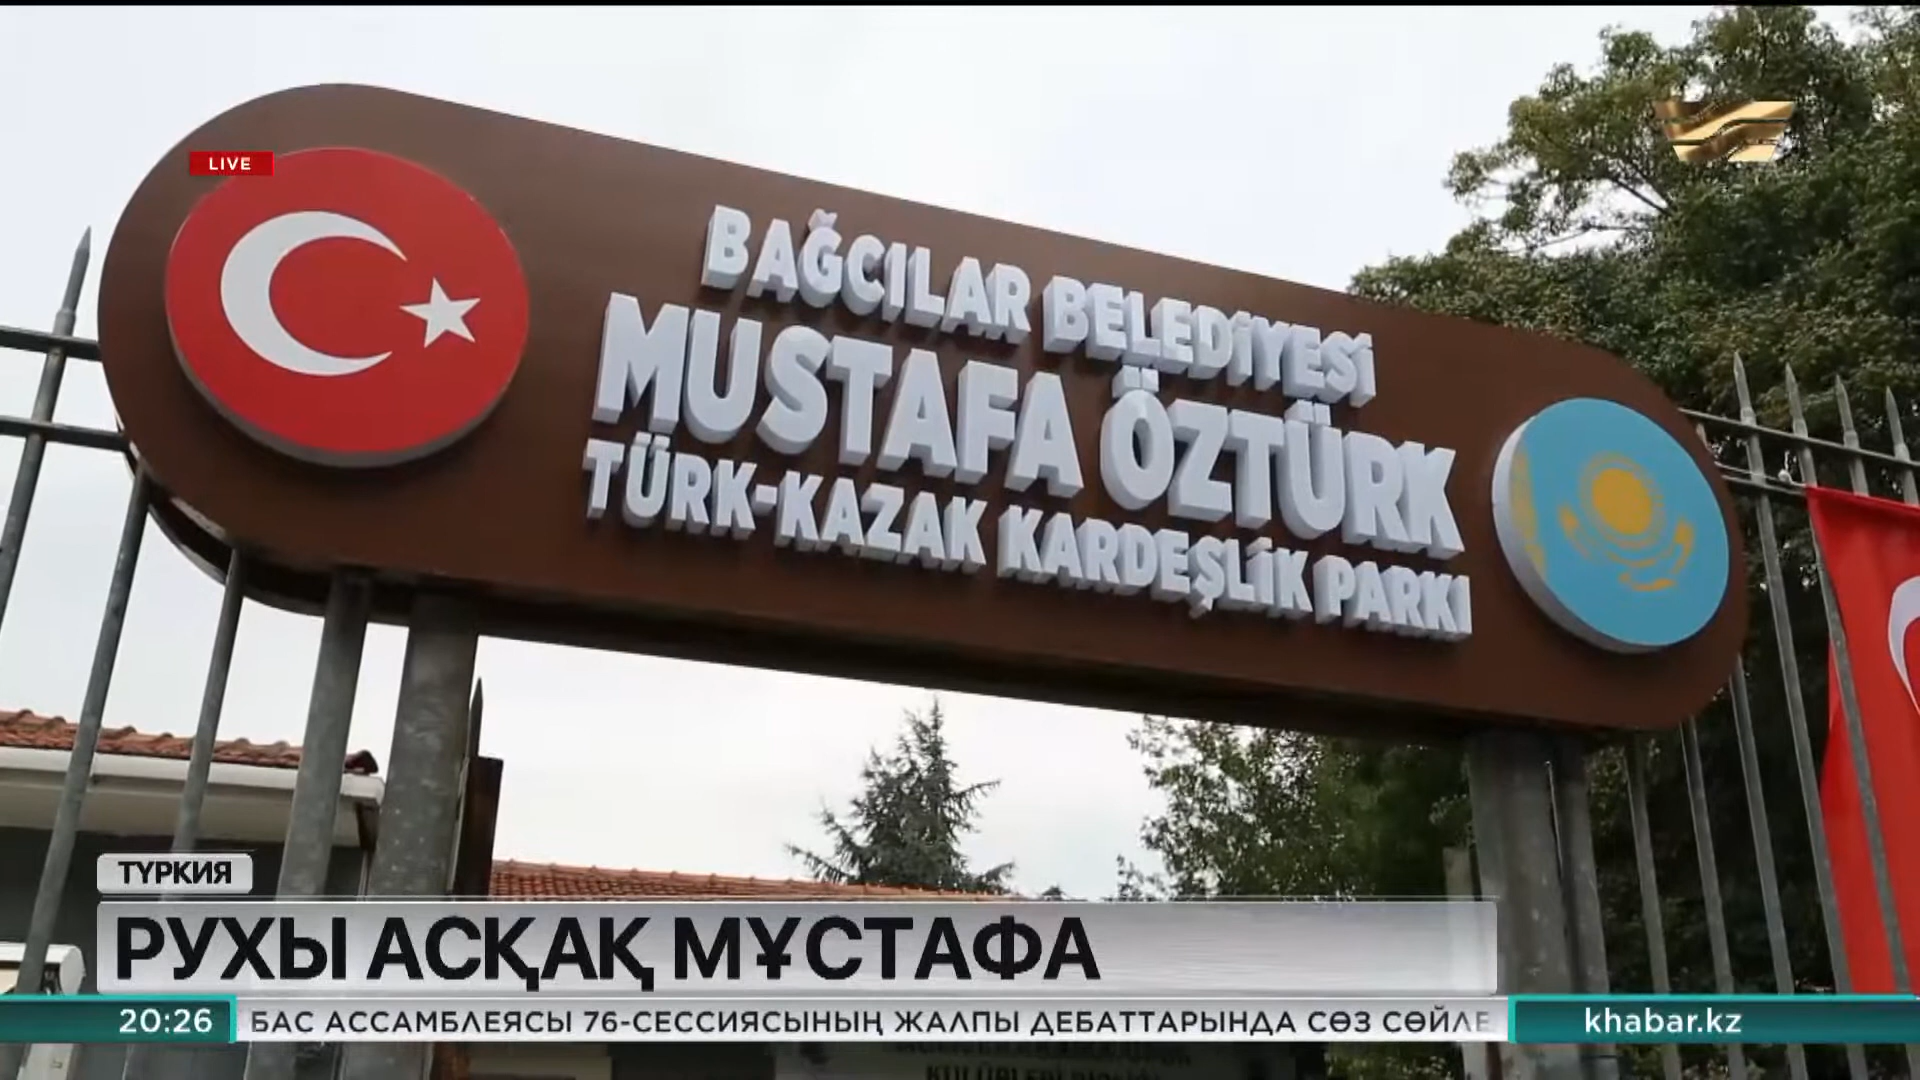 LIVE
BAĞCILAR BELEDİYESİ
MUSTAFA ÖZTÜRK
TÜRK-KAZAK KARDEŞLİK PARKI
ТҮРКИЯ
РУХЫ АСҚАҚ МҰСТАФА
20:26
БАС АССАМБЛЕЯСЫ 76-СЕССИЯСЫНЫҢ ЖАЛПЫ ДЕБАТТАРЫНДА СӨЗ СӨЙЛЕ
khabar.kz